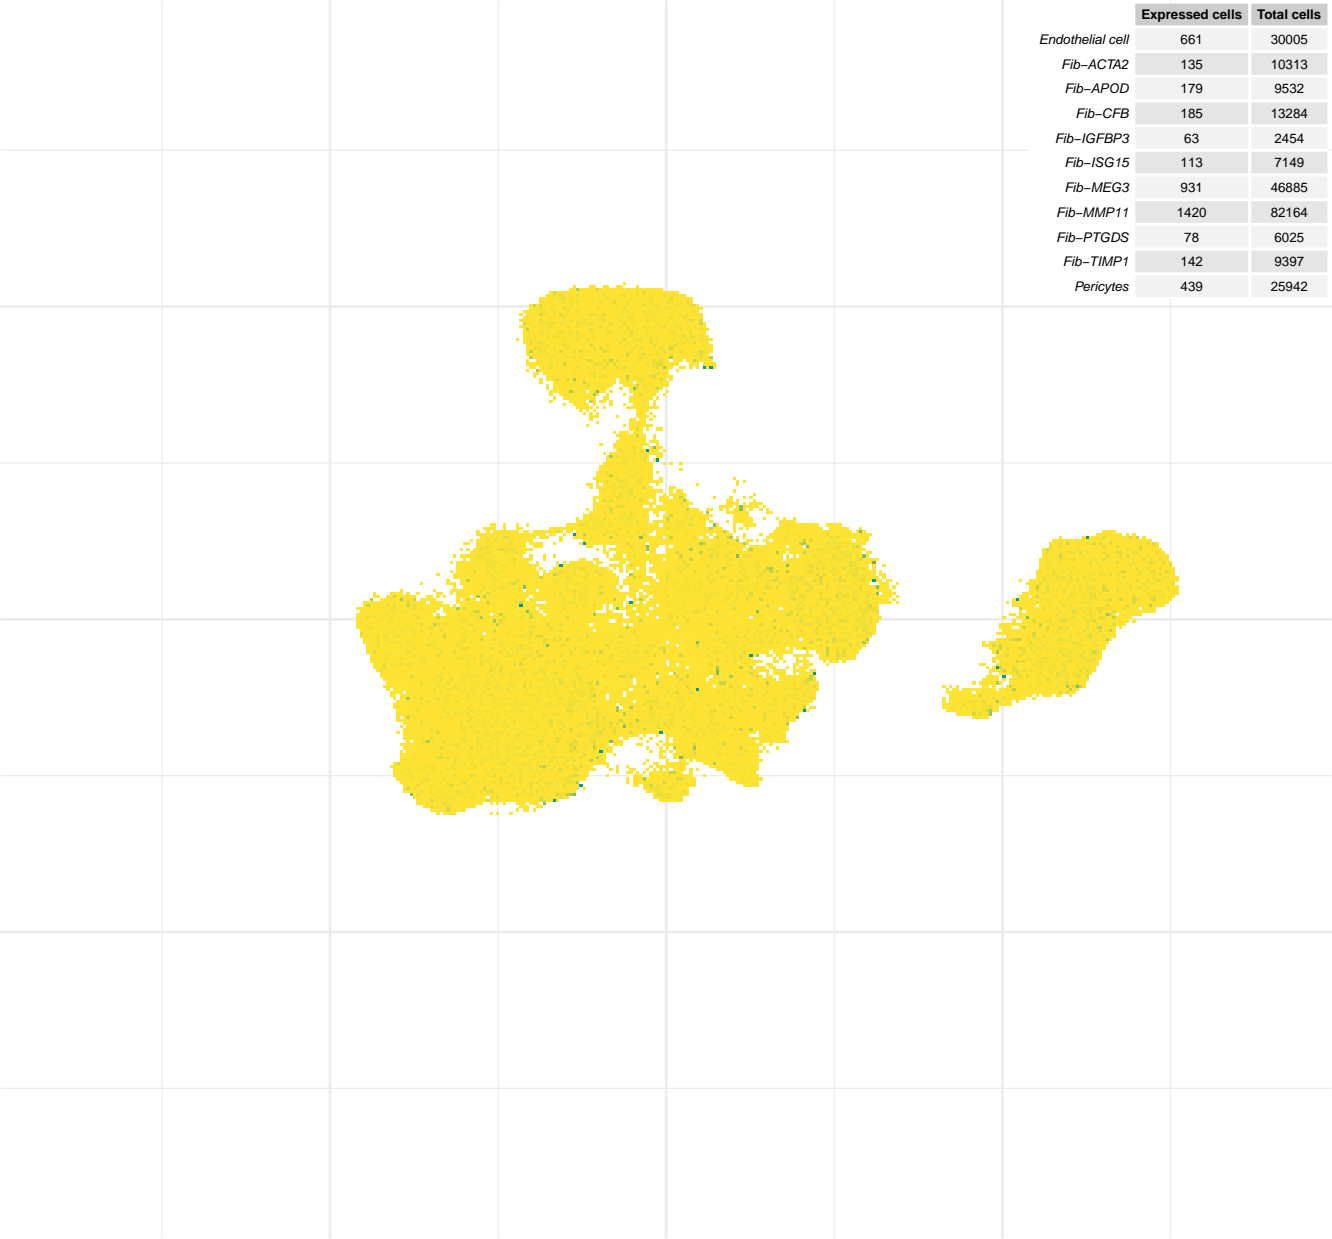 Expressed cells Total cells
Endothelial cell 661 30005
Fib−ACTA2 135 10313
Fib−APOD 179 9532
Fib−CFB 185 13284
Fib−IGFBP3 63 2454
Fib−ISG15 113 7149
Fib−MEG3 931 46885
Fib−MMP11 1420 82164
Fib−PTGDS 78 6025
Fib−TIMP1 142 9397
Pericytes 439 25942